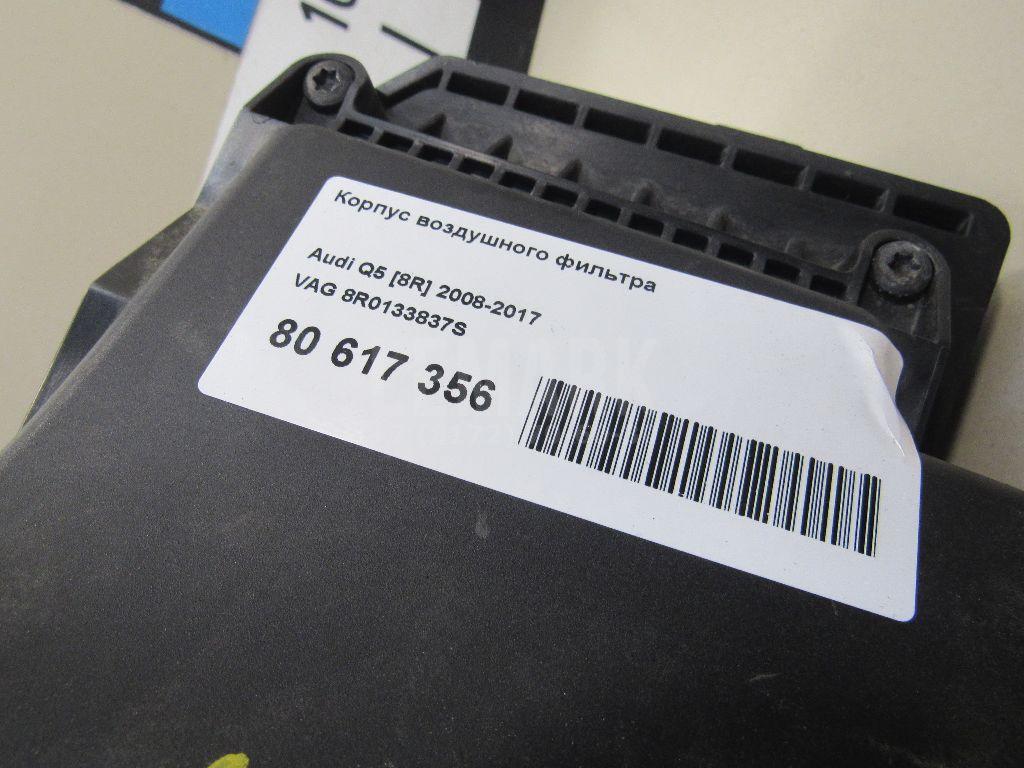 Корпус воздушного фильтра
Audi Q5 [8R] 2008-2017
VAG 8R0133837S
80 617 356